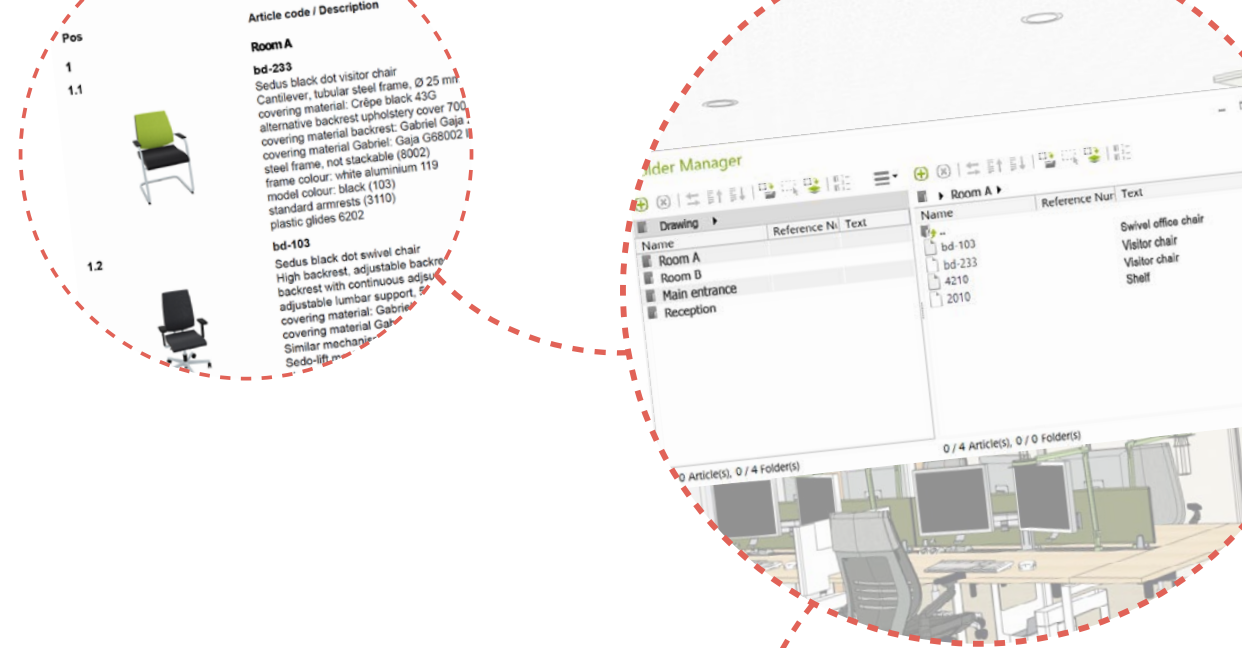 Article code / Description
Pos
Room A
1
bd-233
1.1
Sedus black dot visitor chair
Cantilever, tubular steel frame, Ø 25 mm
covering material: Crêpe black 43G
alternative backrest upholstery cover 700
covering material backrest: Gabriel Gaja
covering material Gabriel: Gaja G68002
steel frame, not stackable (8002)
frame colour: white aluminium 119
model colour: black (103)
standard armrests (3110)
plastic glides 6202
bd-103
1.2
Sedus black dot swivel chair
High backrest, adjustable backre
backrest with continuous adjsu
adjustable lumbar support,
covering material: Gabriel
covering material Gab
Similar mechanis
Sedo-lift
lder Manager
Drawing
Name Reference Nu Text
Room A
Room B
Main entrance
Reception
0 Article(s), 0 / 4 Folder(s)
Room A
Name Reference Nur Text
..
bd-103 Swivel office chair
bd-233 Visitor chair
4210 Visitor chair
2010 Shelf
0 / 4 Article(s), 0 / 0 Folder(s)